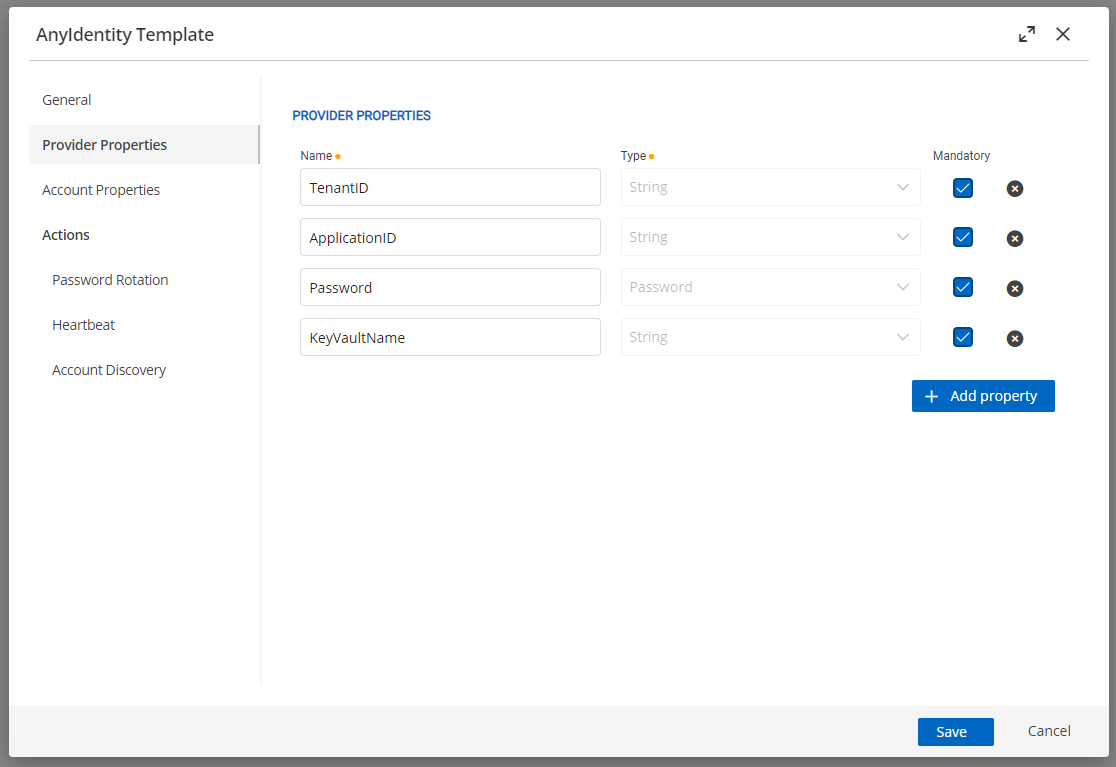 AnyIdentity Template
General
Provider Properties
Account Properties
Actions
Password Rotation
Heartbeat
Account Discovery
PROVIDER PROPERTIES
Name Type Mandatory
TenantID String
ApplicationID String
Password Password
KeyVaultName String
+ Add property
Save Cancel